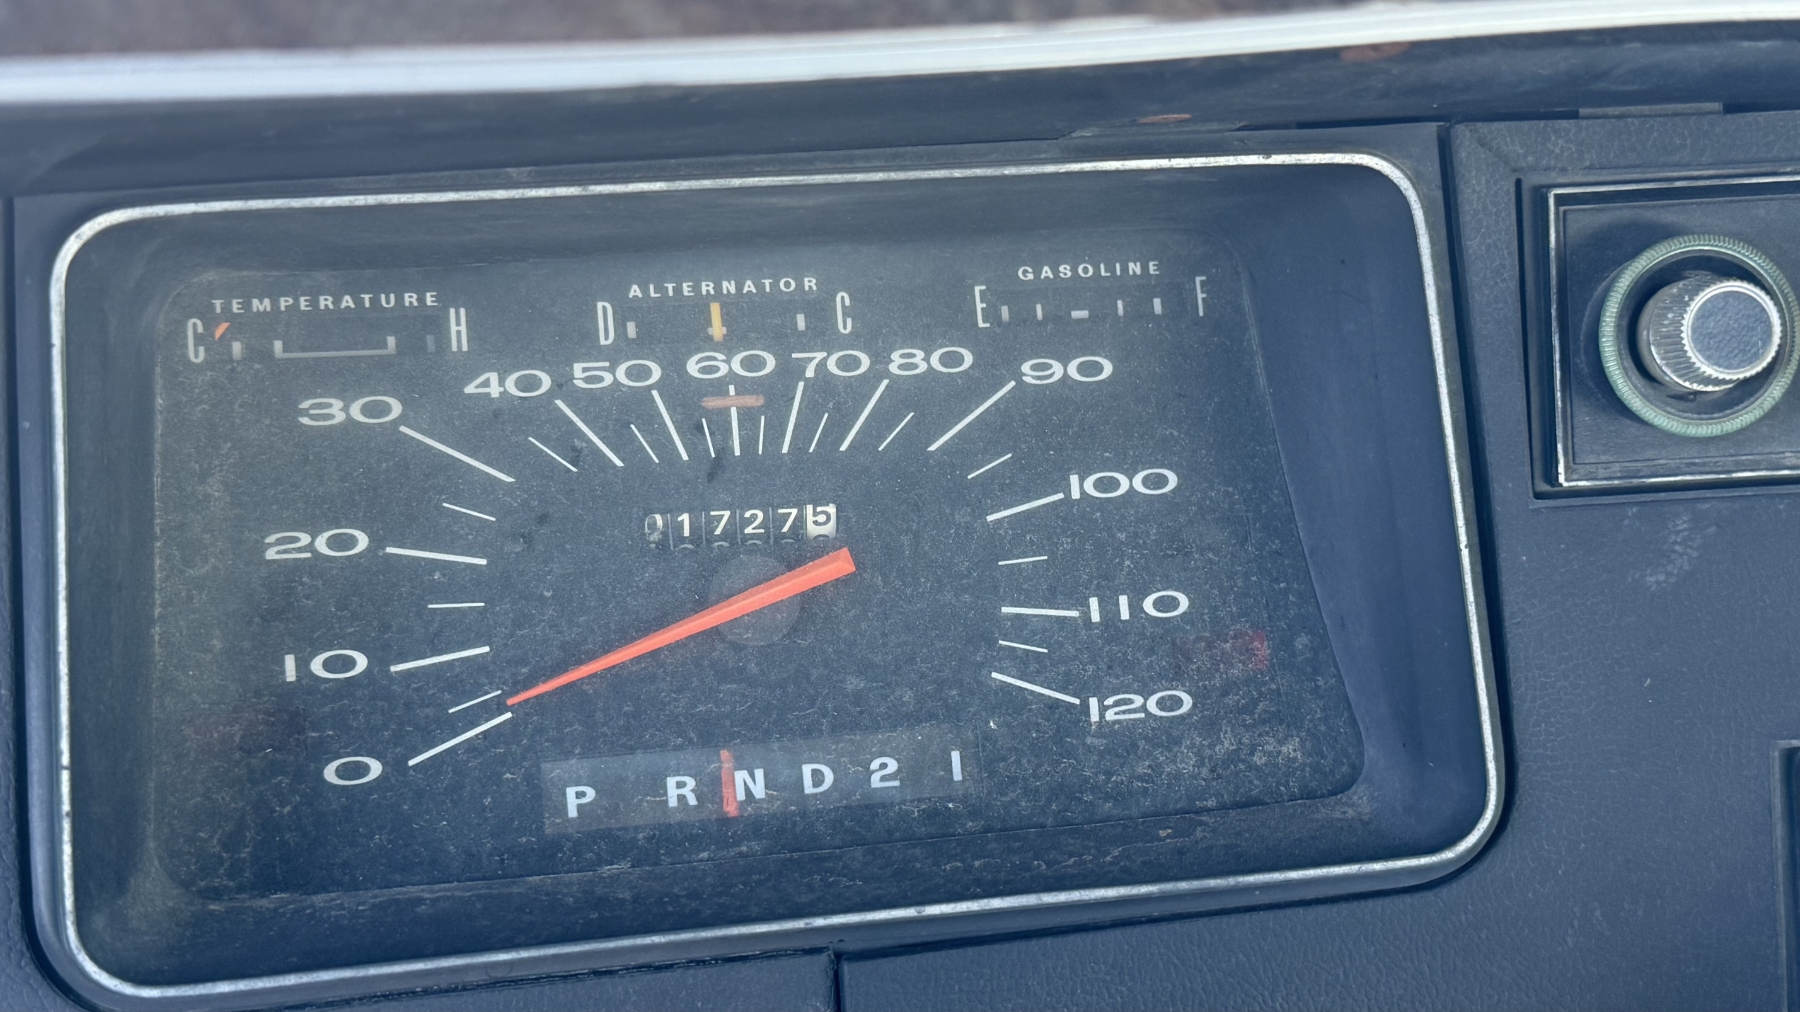 TEMPERATURE
ALTERNATOR
GASOLINE
C H
D C
E F
0 10 20 30 40 50 60 70 80 90 100 110 120
017275
P R N D 2 1